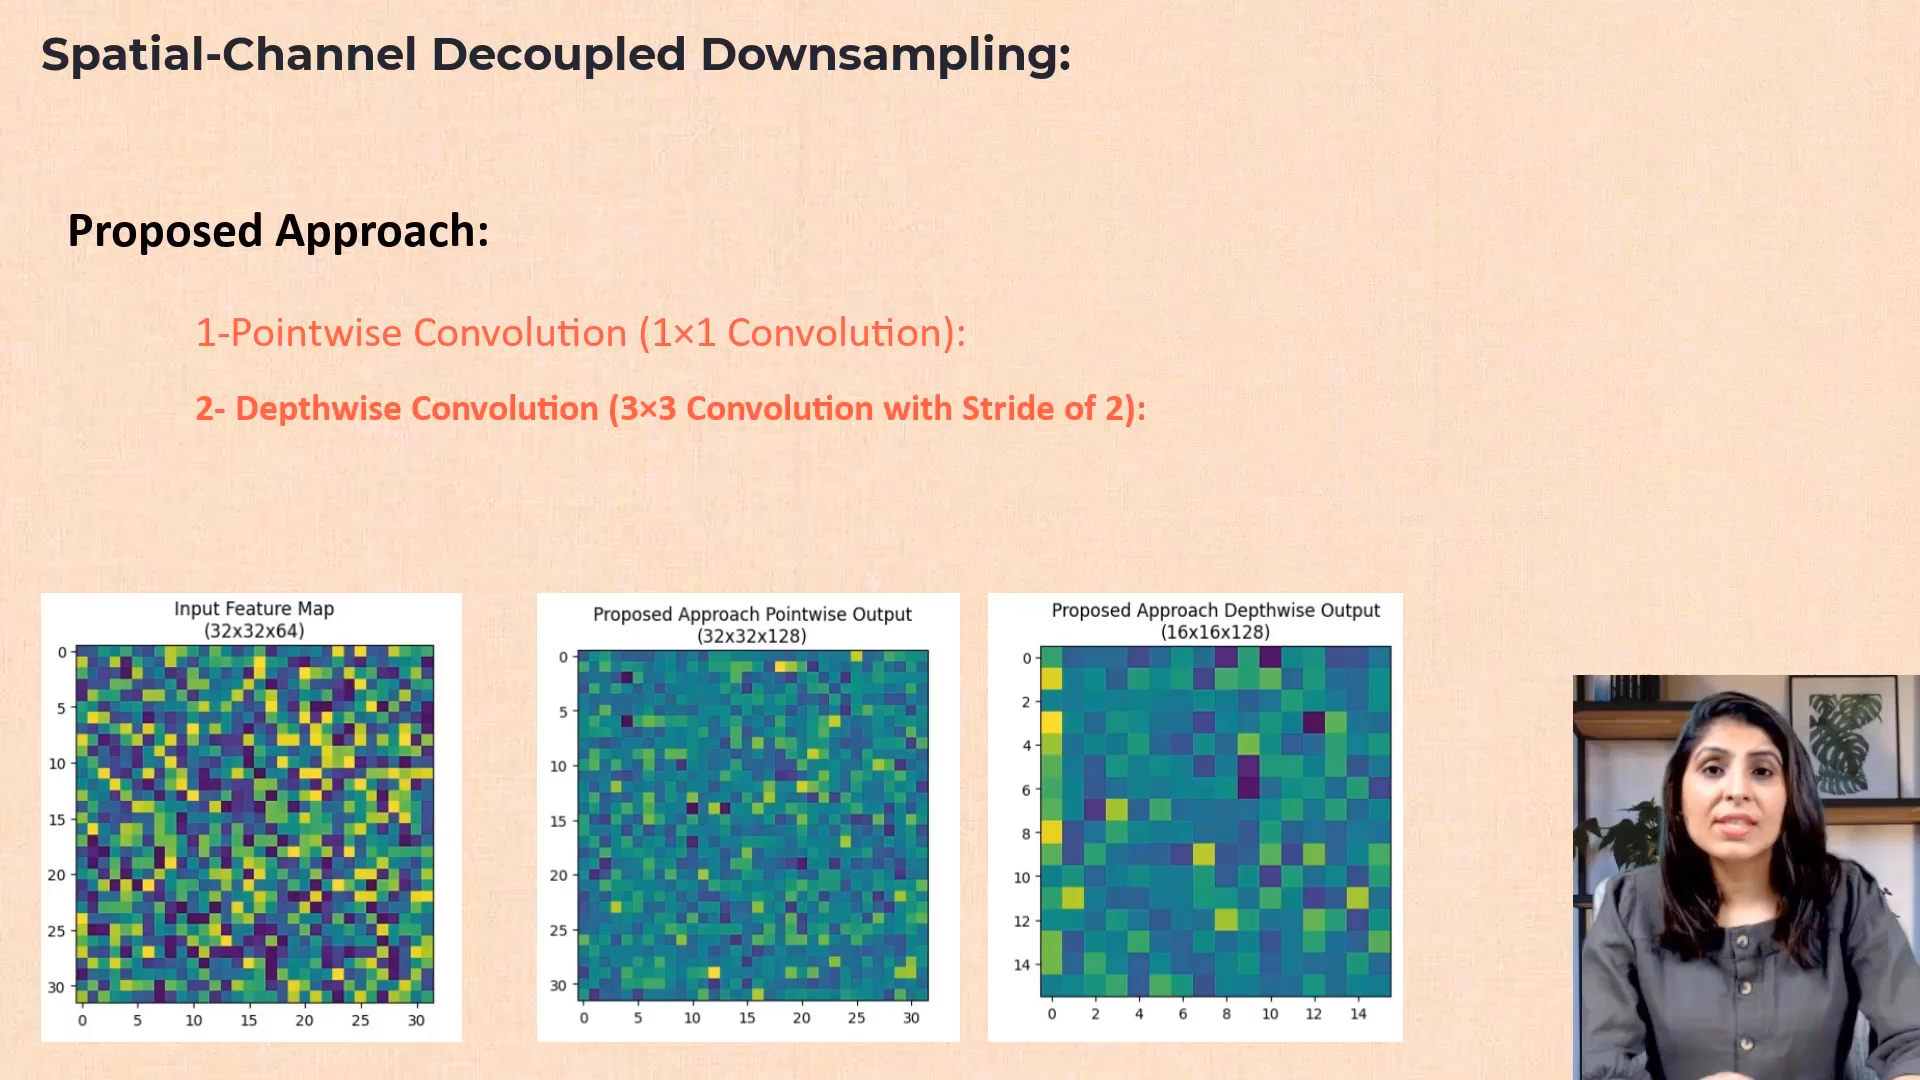 Spatial-Channel Decoupled Downsampling:
Proposed Approach:
1-Pointwise Convolution (1×1 Convolution):
2- Depthwise Convolution (3×3 Convolution with Stride of 2):
Input Feature Map
(32x32x64)
0
5
10
15
20
25
30
0 5 10 15 20 25 30
Proposed Approach Pointwise Output
(32x32x128)
0
5
10
15
20
25
30
0 5 10 15 20 25 30
Proposed Approach Depthwise Output
(16x16x128)
0
2
4
6
8
10
12
14
0 2 4 6 8 10 12 14